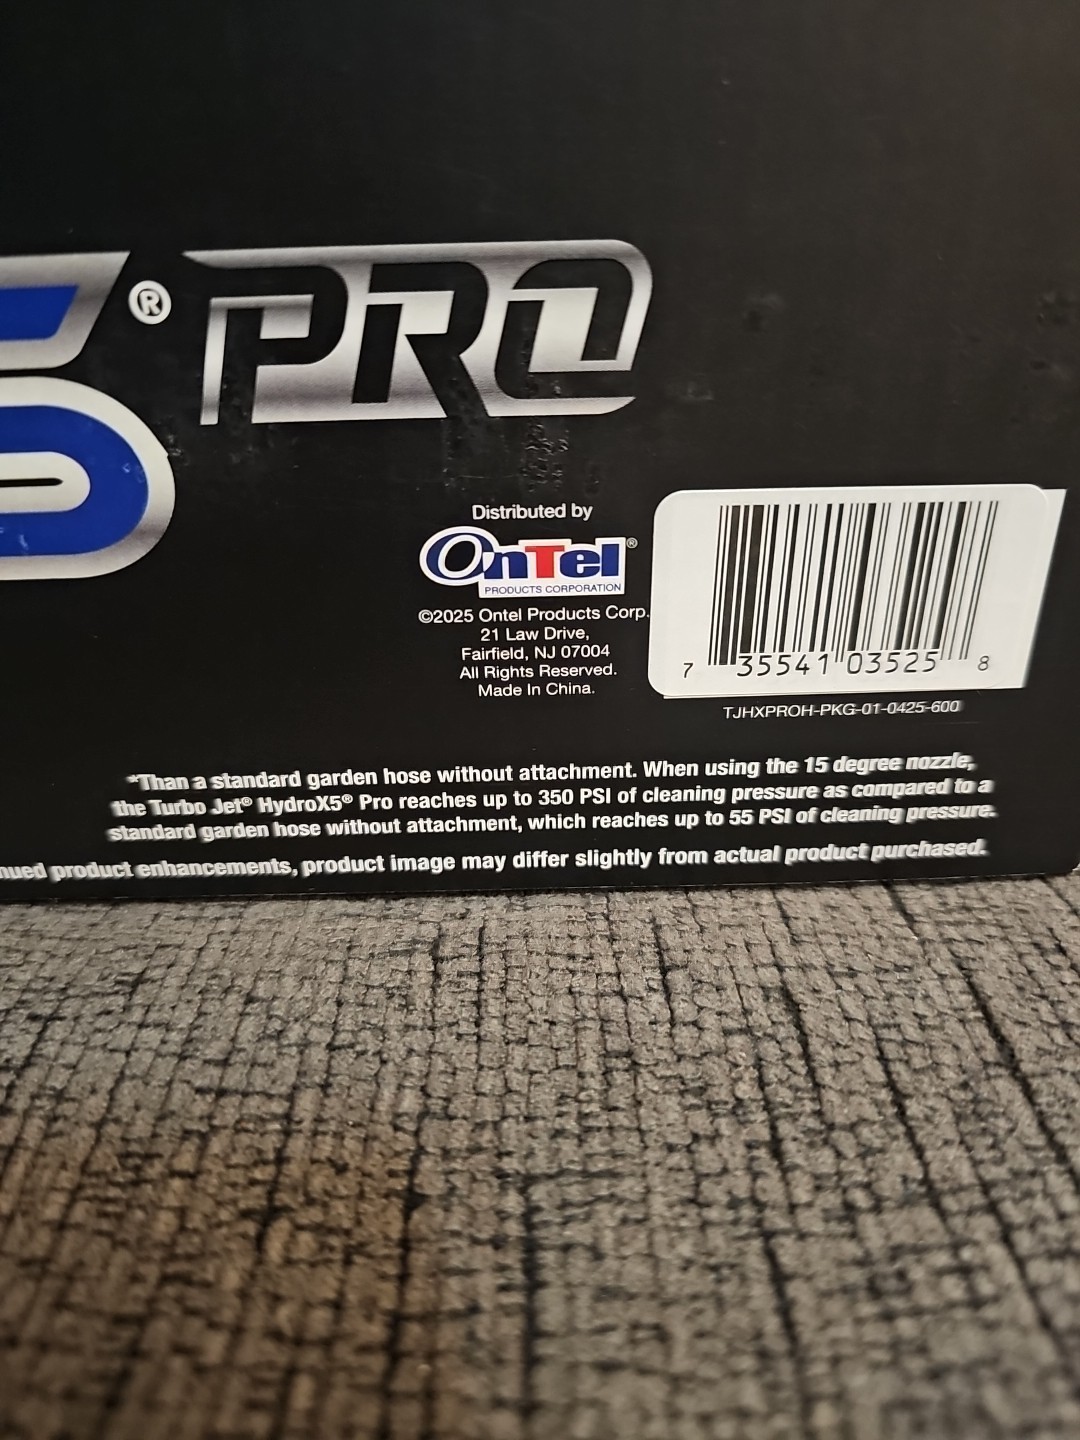 ® PRO
Distributed by
OnTel®
PRODUCTS CORPORATION
©2025 Ontel Products Corp.
21 Law Drive,
Fairfield, NJ 07004
All Rights Reserved.
Made In China.
7 35541 03525 8
TJHXPROH-PKG-01-0425-600
*Than a standard garden hose without attachment. When using the 15 degree nozzle,
the Turbo Jet® HydroX5® Pro reaches up to 350 PSI of cleaning pressure as compared to a
standard garden hose without attachment, which reaches up to 55 PSI of cleaning pressure.
product enhancements, product image may differ slightly from actual product purchased.